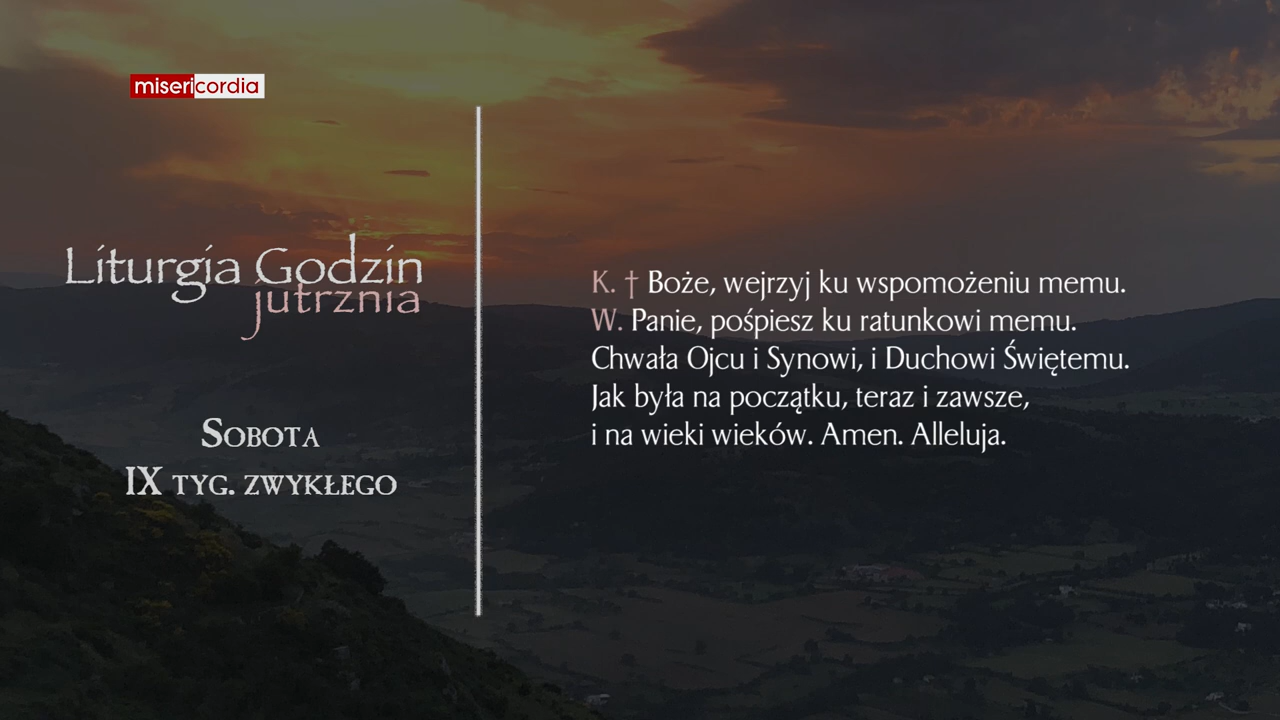 misericordia
Liturgia Godzin
jutrznia
Sobota
IX tyg. zwykłego
K. † Boże, wejrzyj ku wspomożeniu memu.
W. Panie, pośpiesz ku ratunkowi memu.
Chwała Ojcu i Synowi, i Duchowi Świętemu.
Jak była na początku, teraz i zawsze,
i na wieki wieków. Amen. Alleluja.